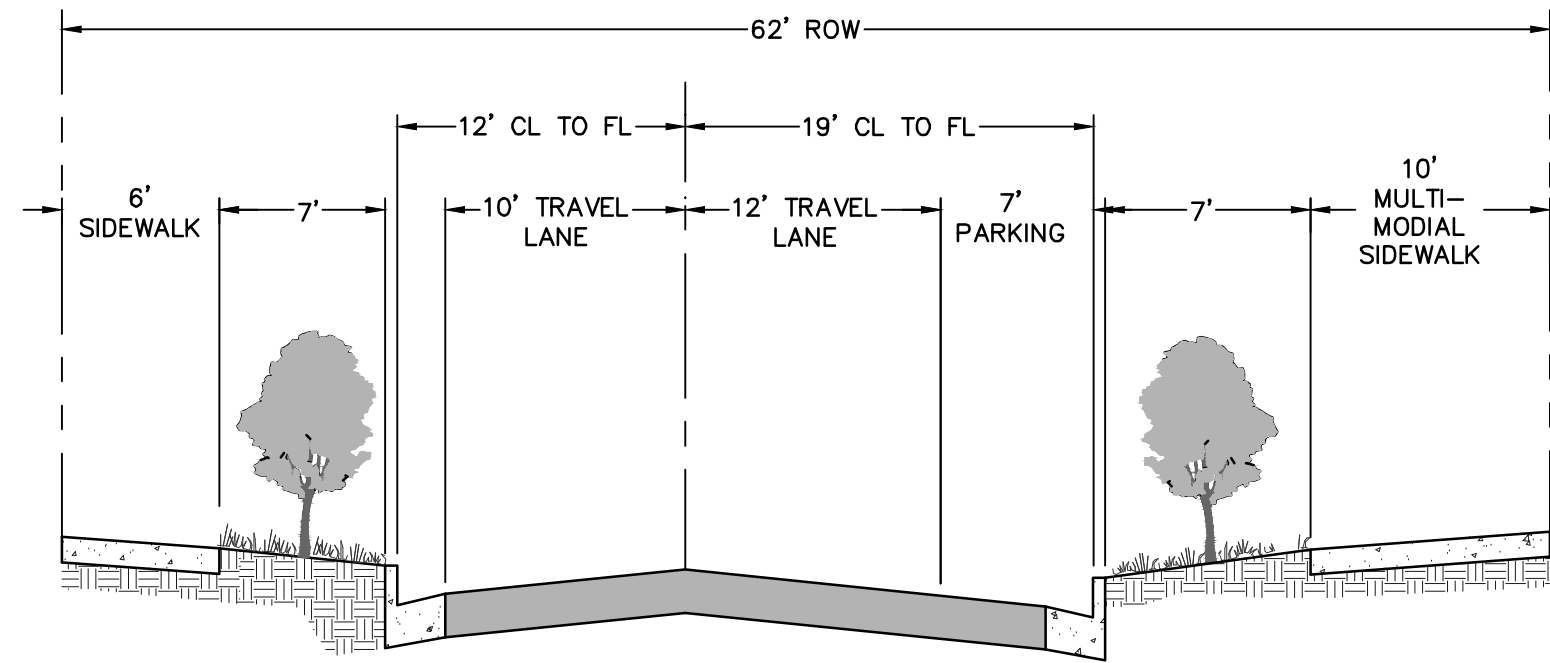 62' ROW
12' CL TO FL
19' CL TO FL
6'
SIDEWALK
7'
10' TRAVEL
LANE
12' TRAVEL
LANE
7'
PARKING
7'
10'
MULTI-
MODIAL
SIDEWALK